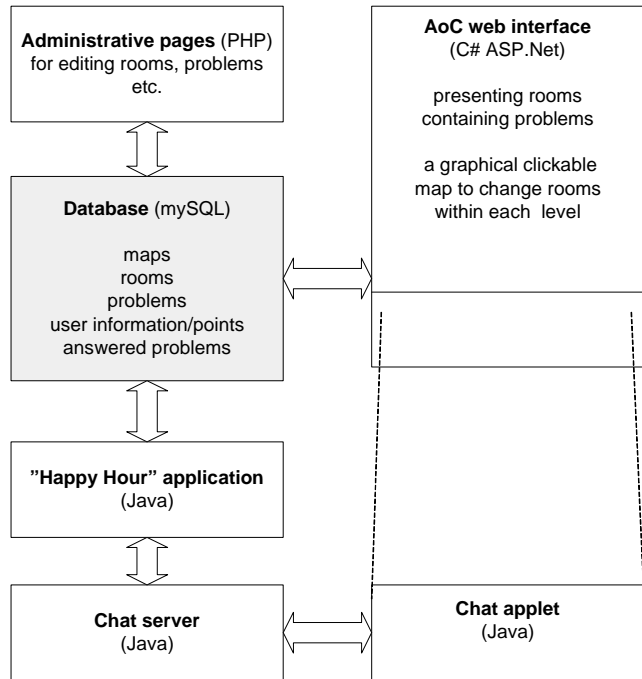 Administrative pages (PHP)
for editing rooms, problems
etc.
Database (mySQL)
maps
rooms
problems
user information/points
answered problems
”Happy Hour” application
(Java)
Chat server
(Java)
AoC web interface
(C# ASP.Net)
presenting rooms
containing problems
a graphical clickable
map to change rooms
within each level
Chat applet
(Java)